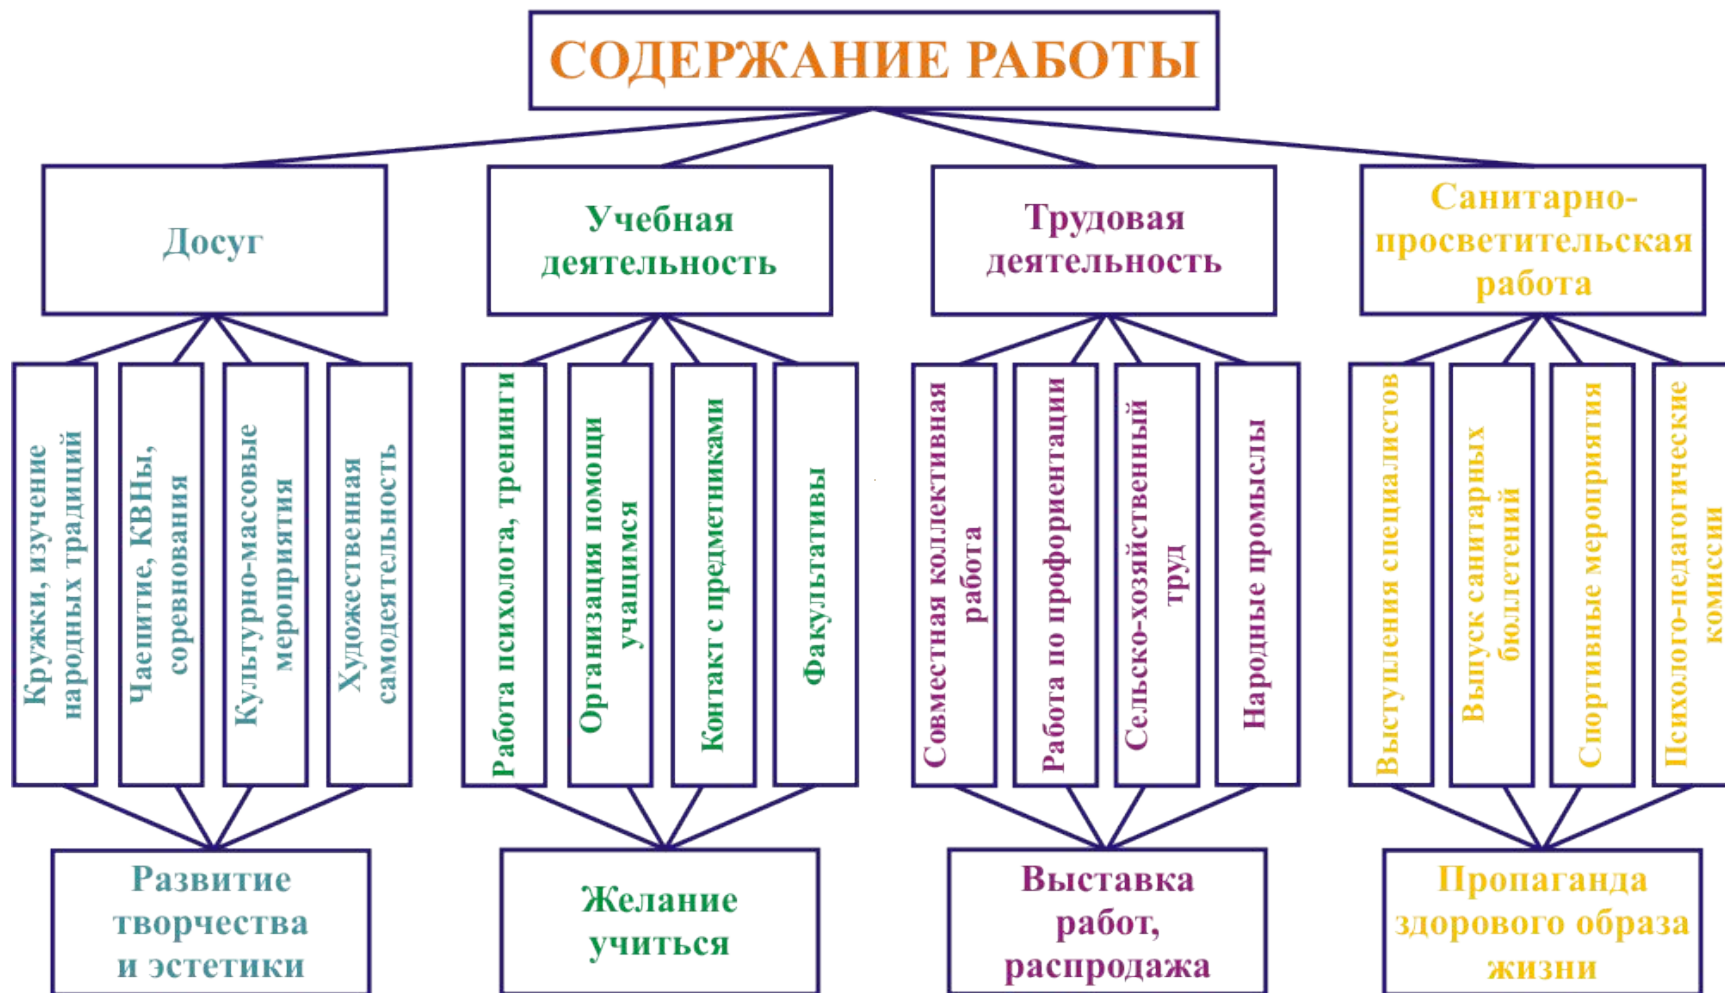 СОДЕРЖАНИЕ РАБОТЫ
Досуг
Учебная
деятельность
Трудовая
деятельность
Санитарно-
просветительская
работа
Кружки, изучение
народных традиций
Чаепитие, КВНы,
соревнования
Культурно-массовые
мероприятия
Художественная
самодеятельность
Работа психолога, тренинги
Организация помощи
учащимся
Контакт с предметниками
Факультативы
Совместная коллективная
работа
Работа по профориентации
Сельско-хозяйственный
труд
Народные промыслы
Выступления специалистов
Выпуск санитарных
бюллетений
Спортивные мероприятия
Психолого-педагогические
комиссии
Развитие
творчества
и эстетики
Желание
учиться
Выставка
работ,
распродажа
Пропаганда
здорового образа
жизни